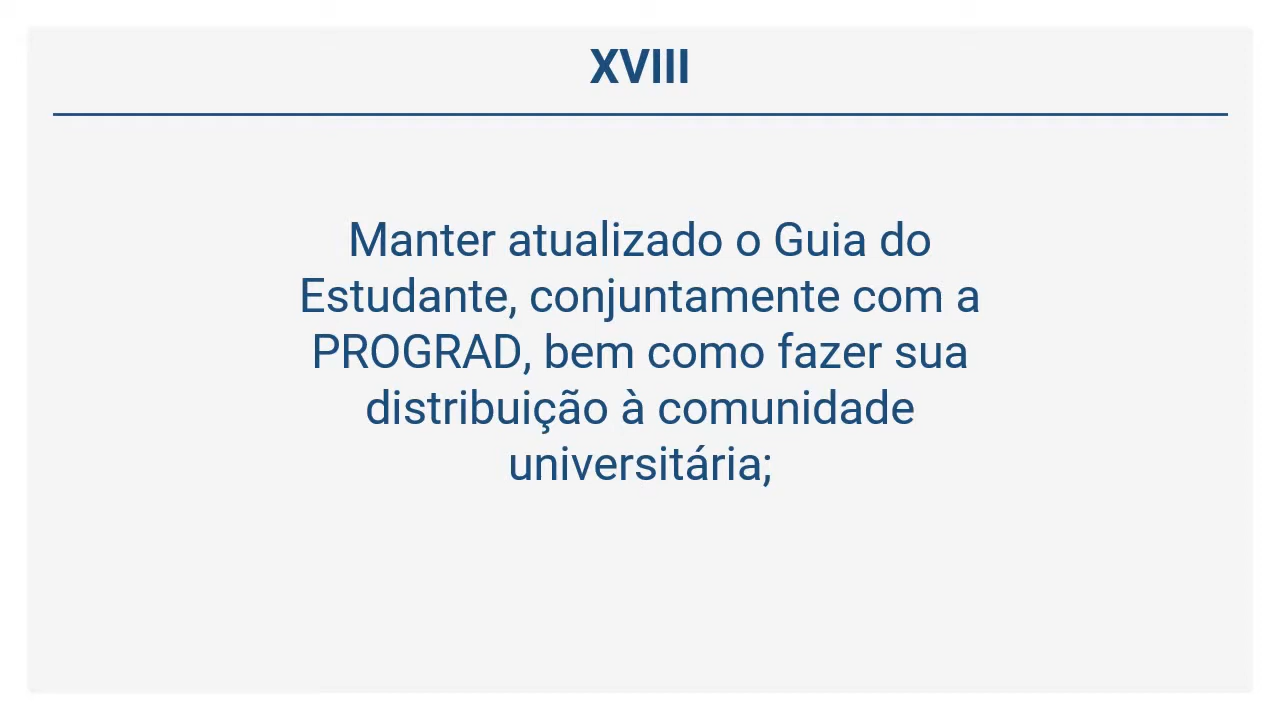 XVIII
Manter atualizado o Guia do
Estudante, conjuntamente com a
PROGRAD, bem como fazer sua
distribuição à comunidade
universitária;